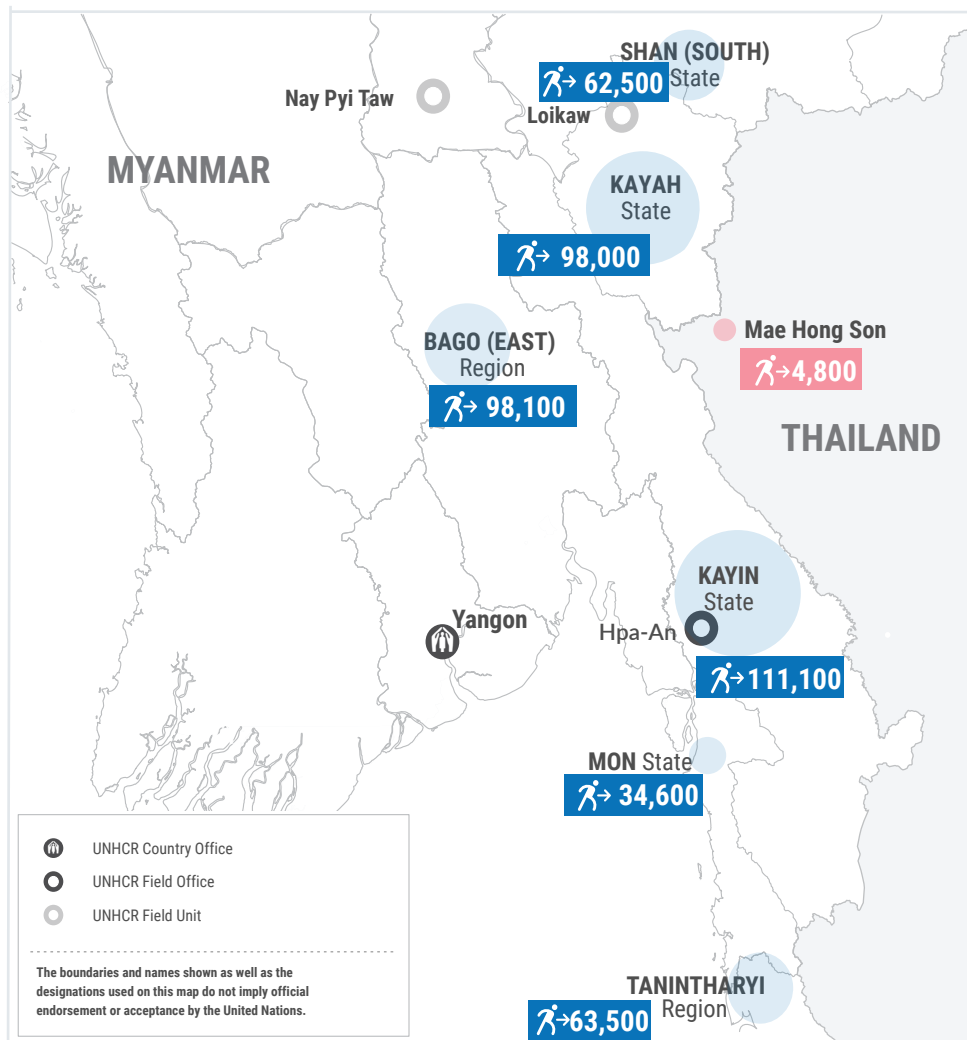 SHAN (SOUTH)
State
62,500
Nay Pyi Taw
Loikaw
MYANMAR
KAYAH
State
98,000
Mae Hong Son
4,800
BAGO (EAST)
Region
98,100
THAILAND
KAYIN
State
Yangon
Hpa-An
111,100
MON State
34,600
UNHCR Country Office
UNHCR Field Office
UNHCR Field Unit
The boundaries and names shown as well as the
designations used on this map do not imply official
endorsement or acceptance by the United Nations.
TANINTHARYI
Region
63,500